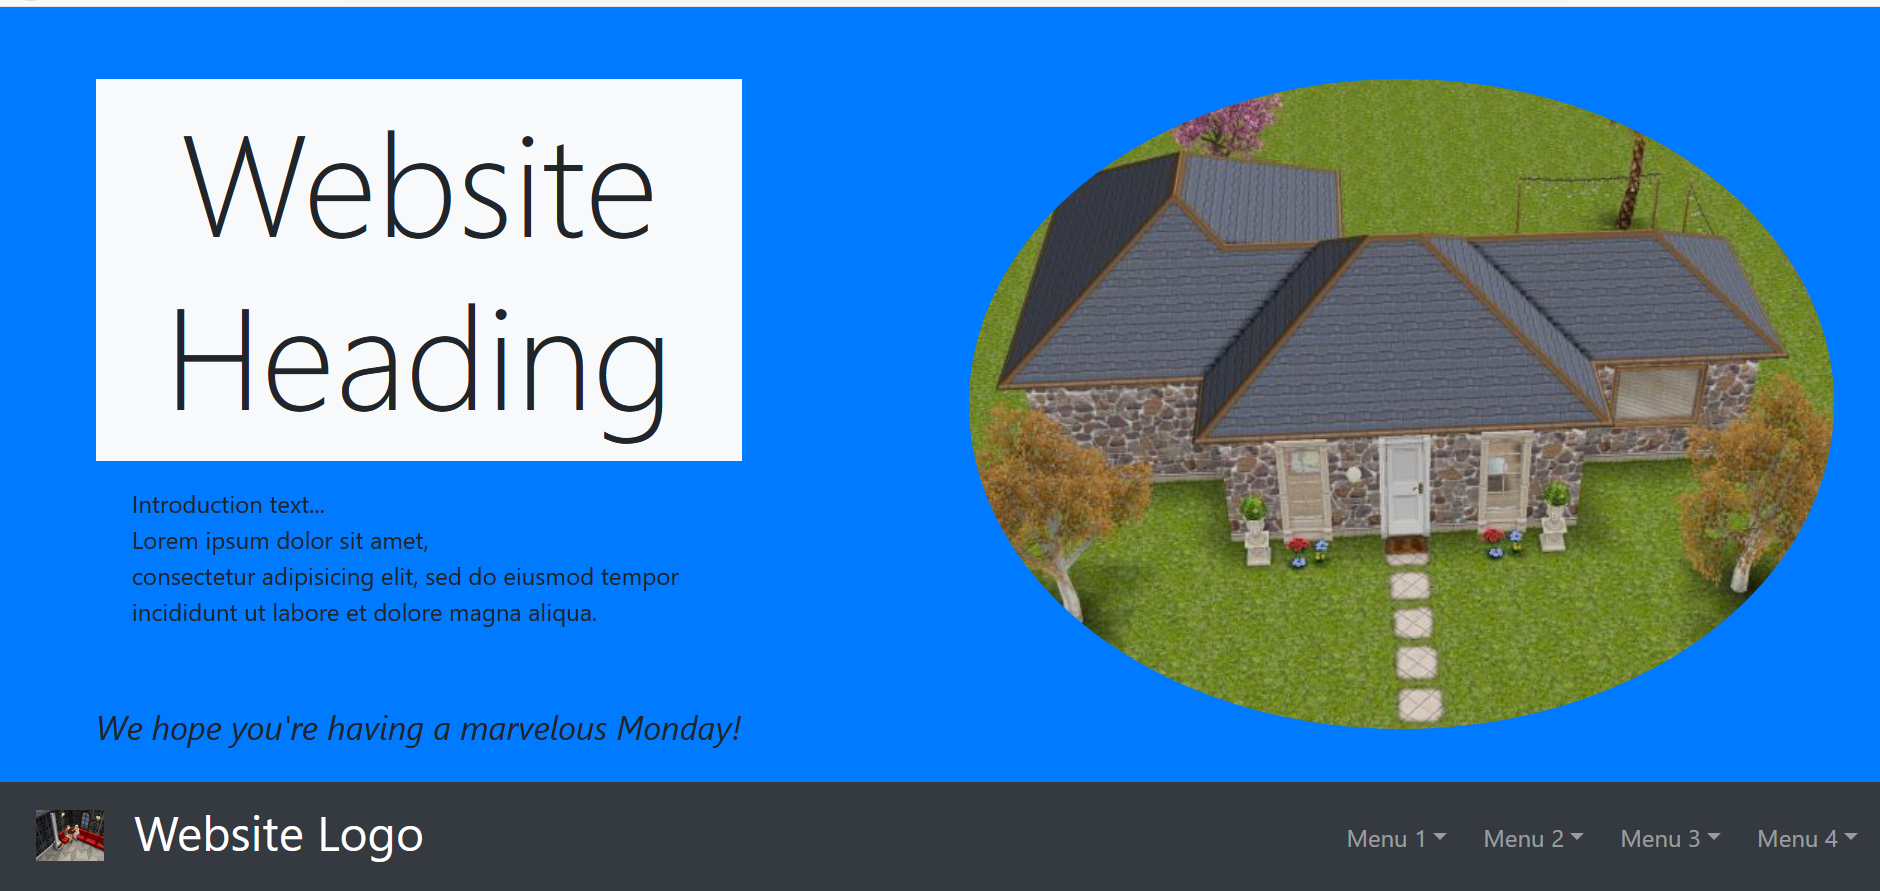 Website
Heading
Introduction text...
Lorem ipsum dolor sit amet,
consectetur adipisicing elit, sed do eiusmod tempor
incididunt ut labore et dolore magna aliqua.
We hope you're having a marvelous Monday!
Website Logo
Menu 1
Menu 2
Menu 3
Menu 4